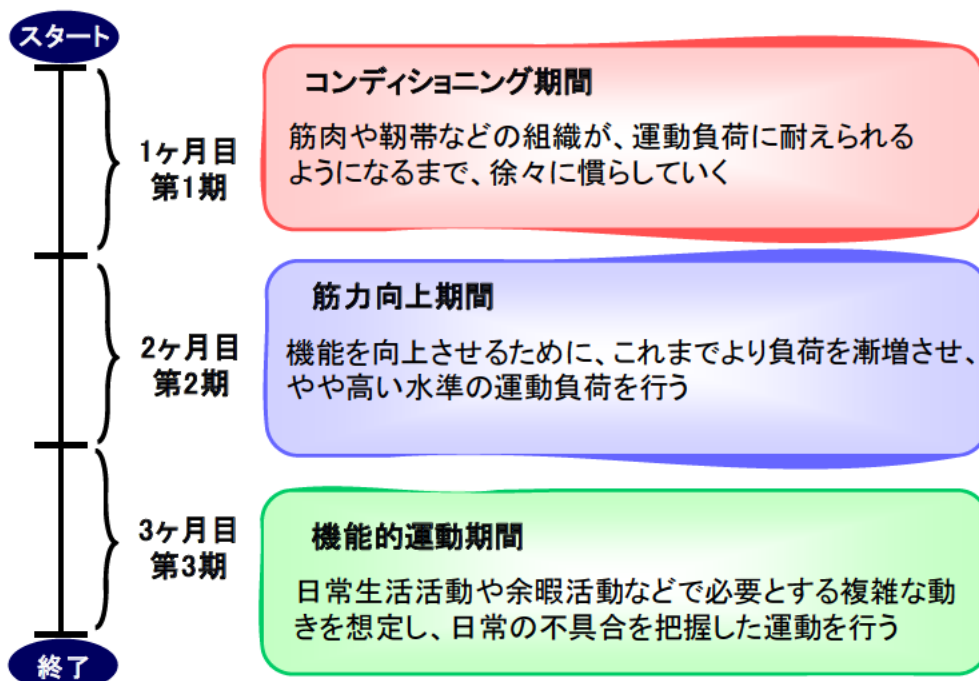 スタート
コンディショニング期間
筋肉や靭帯などの組織が、運動負荷に耐えられる
ようになるまで、徐々に慣らしていく
1ヶ月目
第1期
筋力向上期間
機能を向上させるために、これまでより負荷を漸増させ、
やや高い水準の運動負荷を行う
2ヶ月目
第2期
機能的運動期間
日常生活活動や余暇活動などで必要とする複雑な動
きを想定し、日常の不具合を把握した運動を行う
3ヶ月目
第3期
終了